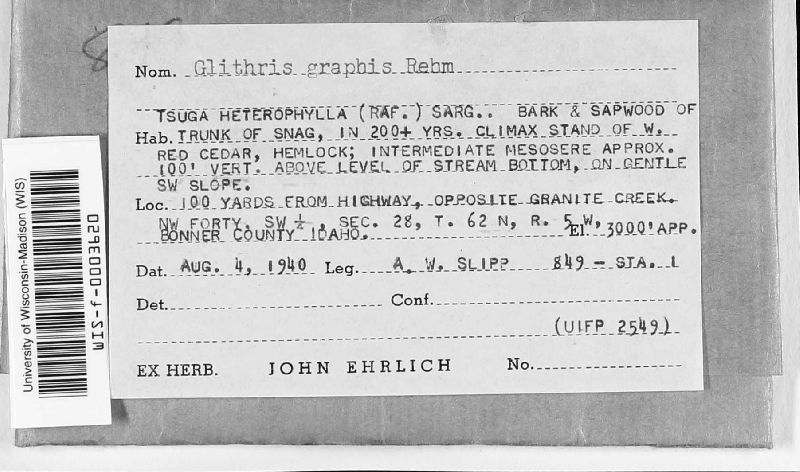 Nom. Glithris graphis Rehm
TSUGA HETEROPHYLLA (RAF.) SARG.. BARK & SAPWOOD OF
Hab. TRUNK OF SNAG, IN 200+ YRS. CLIMAX STAND OF W.
RED CEDAR, HEMLOCK; INTERMEDIATE MESOSERE APPROX.
100' VERT. ABOVE LEVEL OF STREAM BOTTOM, ON GENTLE
SW SLOPE.
Loc. 100 YARDS FROM HIGHWAY, OPPOSITE GRANITE CREEK.
NW FORTY, SW ¼, SEC. 28, T. 62 N, R. 5 W,
BONNER COUNTY IDAHO. El. 3000' APP.
Dat. AUG. 4, 1940 Leg. A. W. SLIPP 849 - STA. 1
Det. Conf.
(UIFP 2549)
EX HERB. JOHN EHRLICH No.
University of Wisconsin-Madison (WIS)
WIS-f-0003620